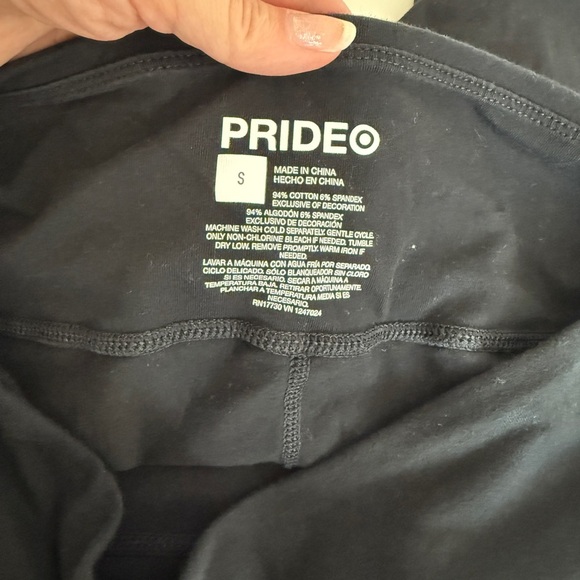 PRIDE
S
MADE IN CHINA
HECHO EN CHINA
94% COTTON 6% SPANDEX
EXCLUSIVE OF DECORATION
94% ALGODÓN 6% SPANDEX
EXCLUSIVO DE DECORACIÓN
MACHINE WASH COLD SEPARATELY. GENTLE CYCLE.
ONLY NON-CHLORINE BLEACH IF NEEDED. TUMBLE
DRY LOW. REMOVE PROMPTLY. WARM IRON IF
NEEDED.
LAVAR A MÁQUINA CON AGUA FRÍA POR SEPARADO.
CICLO DELICADO. SÓLO BLANQUEADOR SIN CLORO
SI ES NECESARIO. SECAR A MÁQUINA A
TEMPERATURA BAJA, RETIRAR OPORTUNAMENTE.
PLANCHAR A TEMPERATURA MEDIA SI ES
NECESARIO.
RN17730 VN 1247024